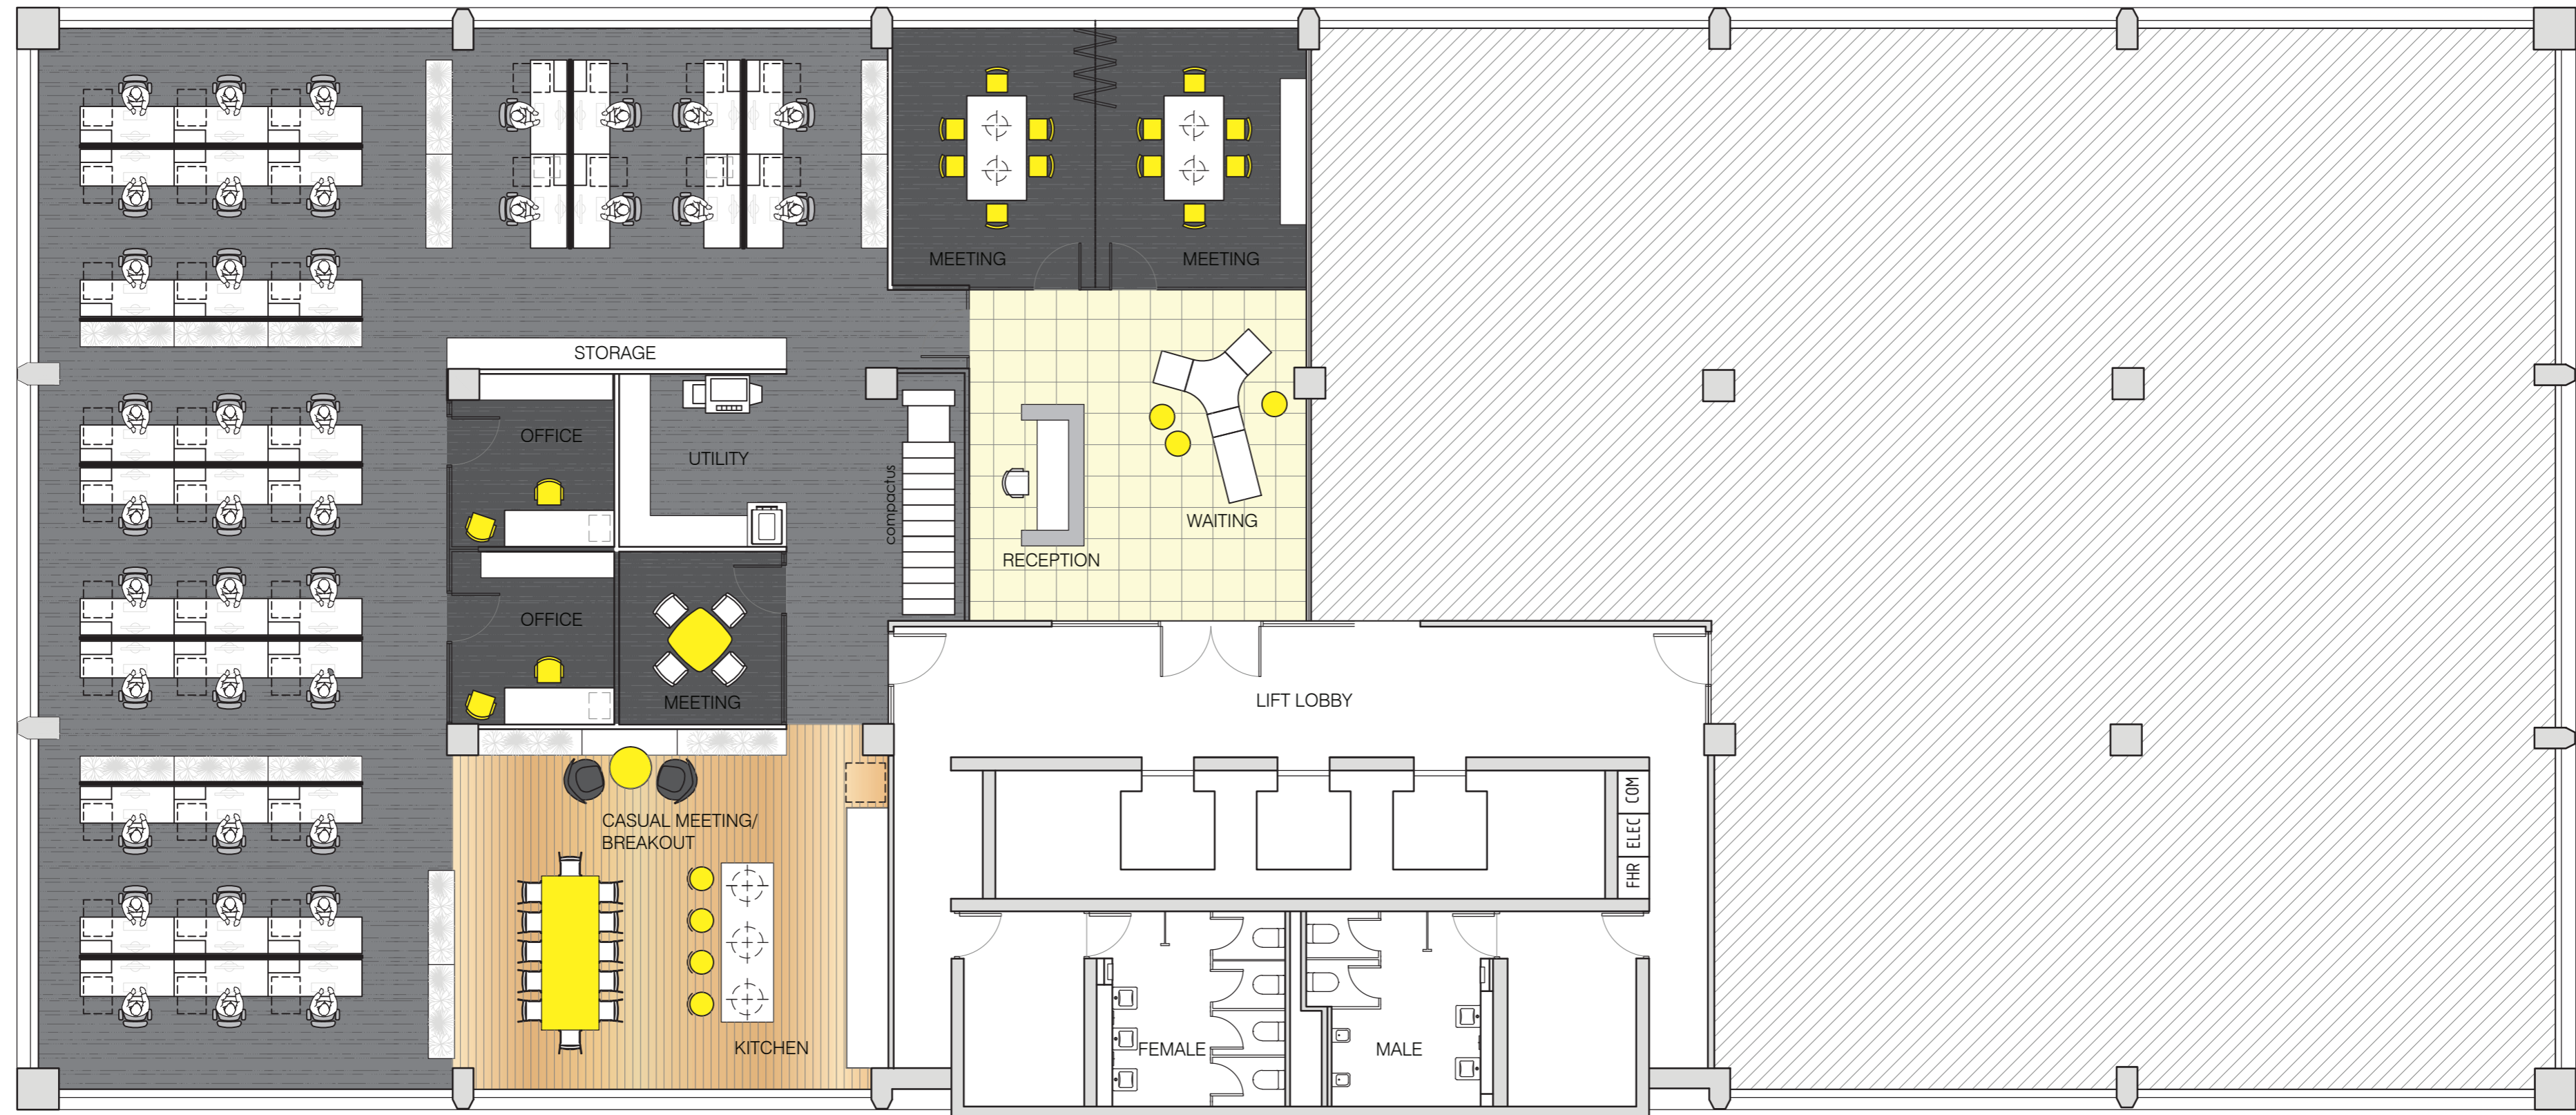 MEETING
MEETING
STORAGE
OFFICE
UTILITY
compactus
WAITING
RECEPTION
OFFICE
MEETING
LIFT LOBBY
CASUAL MEETING/
BREAKOUT
COM
ELEC
FHR
KITCHEN
FEMALE
MALE